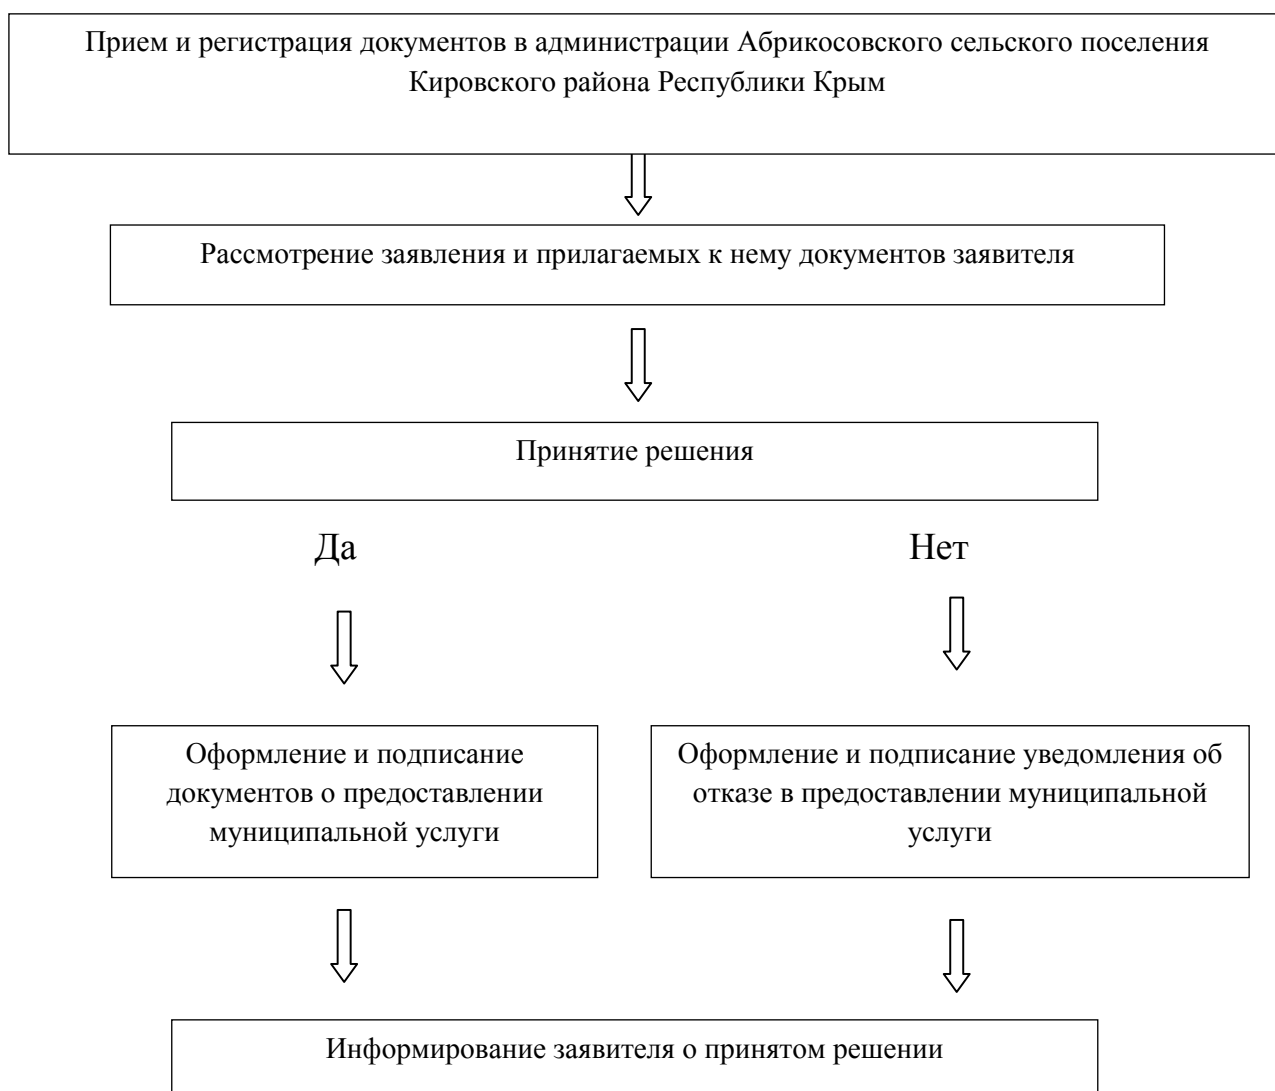 Прием и регистрация документов в администрации Абрикосовского сельского поселения
Кировского района Республики Крым
Рассмотрение заявления и прилагаемых к нему документов заявителя
Принятие решения
Да
Нет
Оформление и подписание
документов о предоставлении
муниципальной услуги
Оформление и подписание уведомления об
отказе в предоставлении муниципальной
услуги
Информирование заявителя о принятом решении